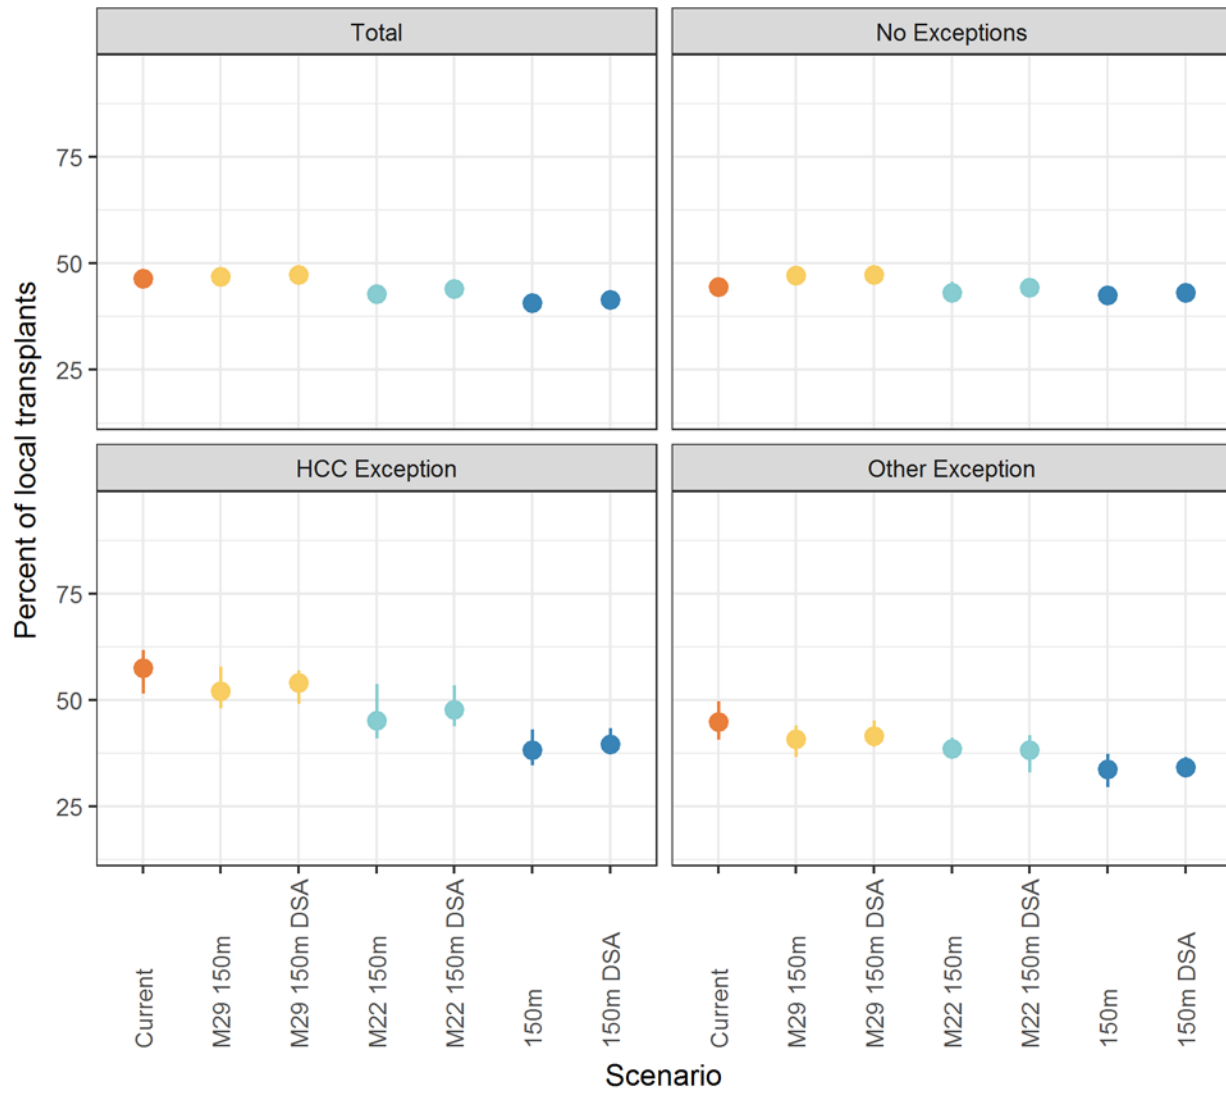 Total
No Exceptions
75
50
25
HCC Exception
Other Exception
75
50
25
Percent of local transplants
Current
M29 150m
M29 150m DSA
M22 150m
M22 150m DSA
150m
150m DSA
Current
M29 150m
M29 150m DSA
M22 150m
M22 150m DSA
150m
150m DSA
Scenario